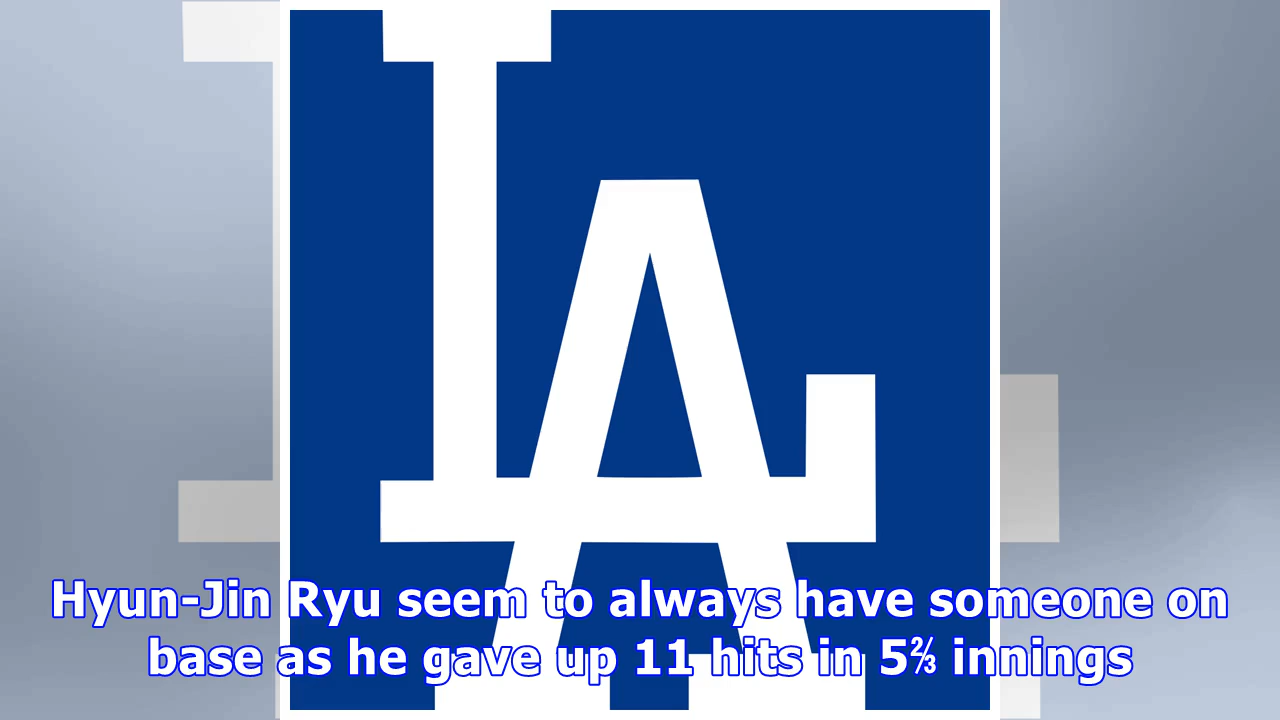 LA
Hyun-Jin Ryu seem to always have someone on
base as he gave up 11 hits in 5⅔ innings